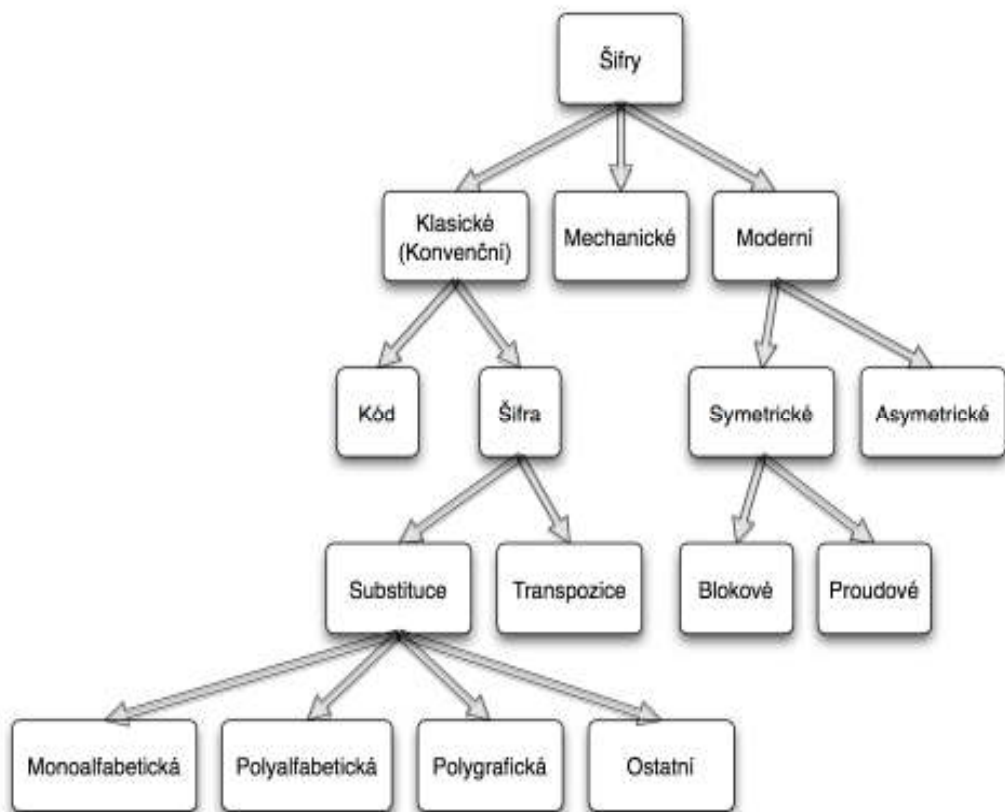 Šifry
Klasické
(Konvenční)
Mechanické
Moderní
Kód
Šifra
Symetrické
Asymetrické
Substituce
Transpozice
Blokové
Proudové
Monoalfabetická
Polyalfabetická
Polygrafická
Ostatní